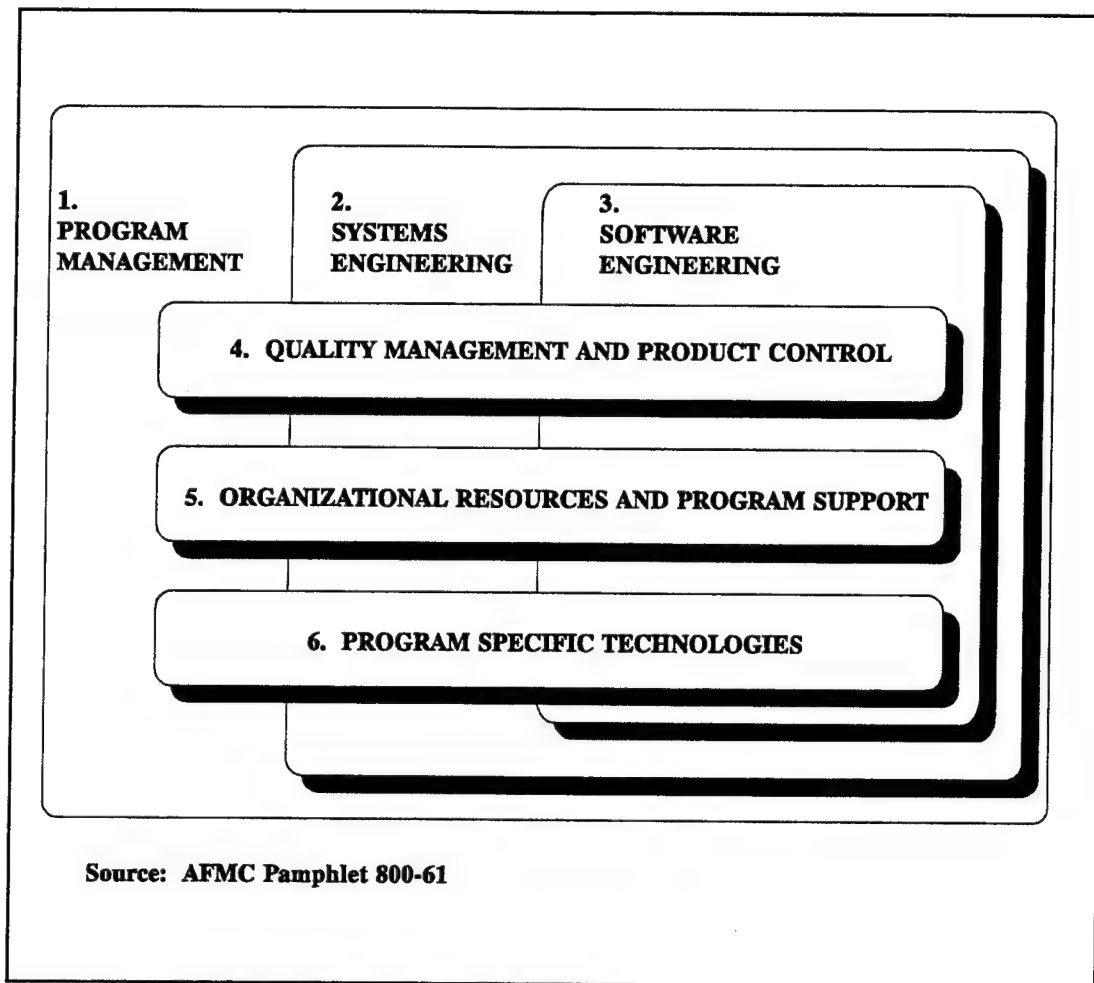 1.
PROGRAM
MANAGEMENT
2.
SYSTEMS
ENGINEERING
3.
SOFTWARE
ENGINEERING
4. QUALITY MANAGEMENT AND PRODUCT CONTROL
5. ORGANIZATIONAL RESOURCES AND PROGRAM SUPPORT
6. PROGRAM SPECIFIC TECHNOLOGIES
Source: AFMC Pamphlet 800-61